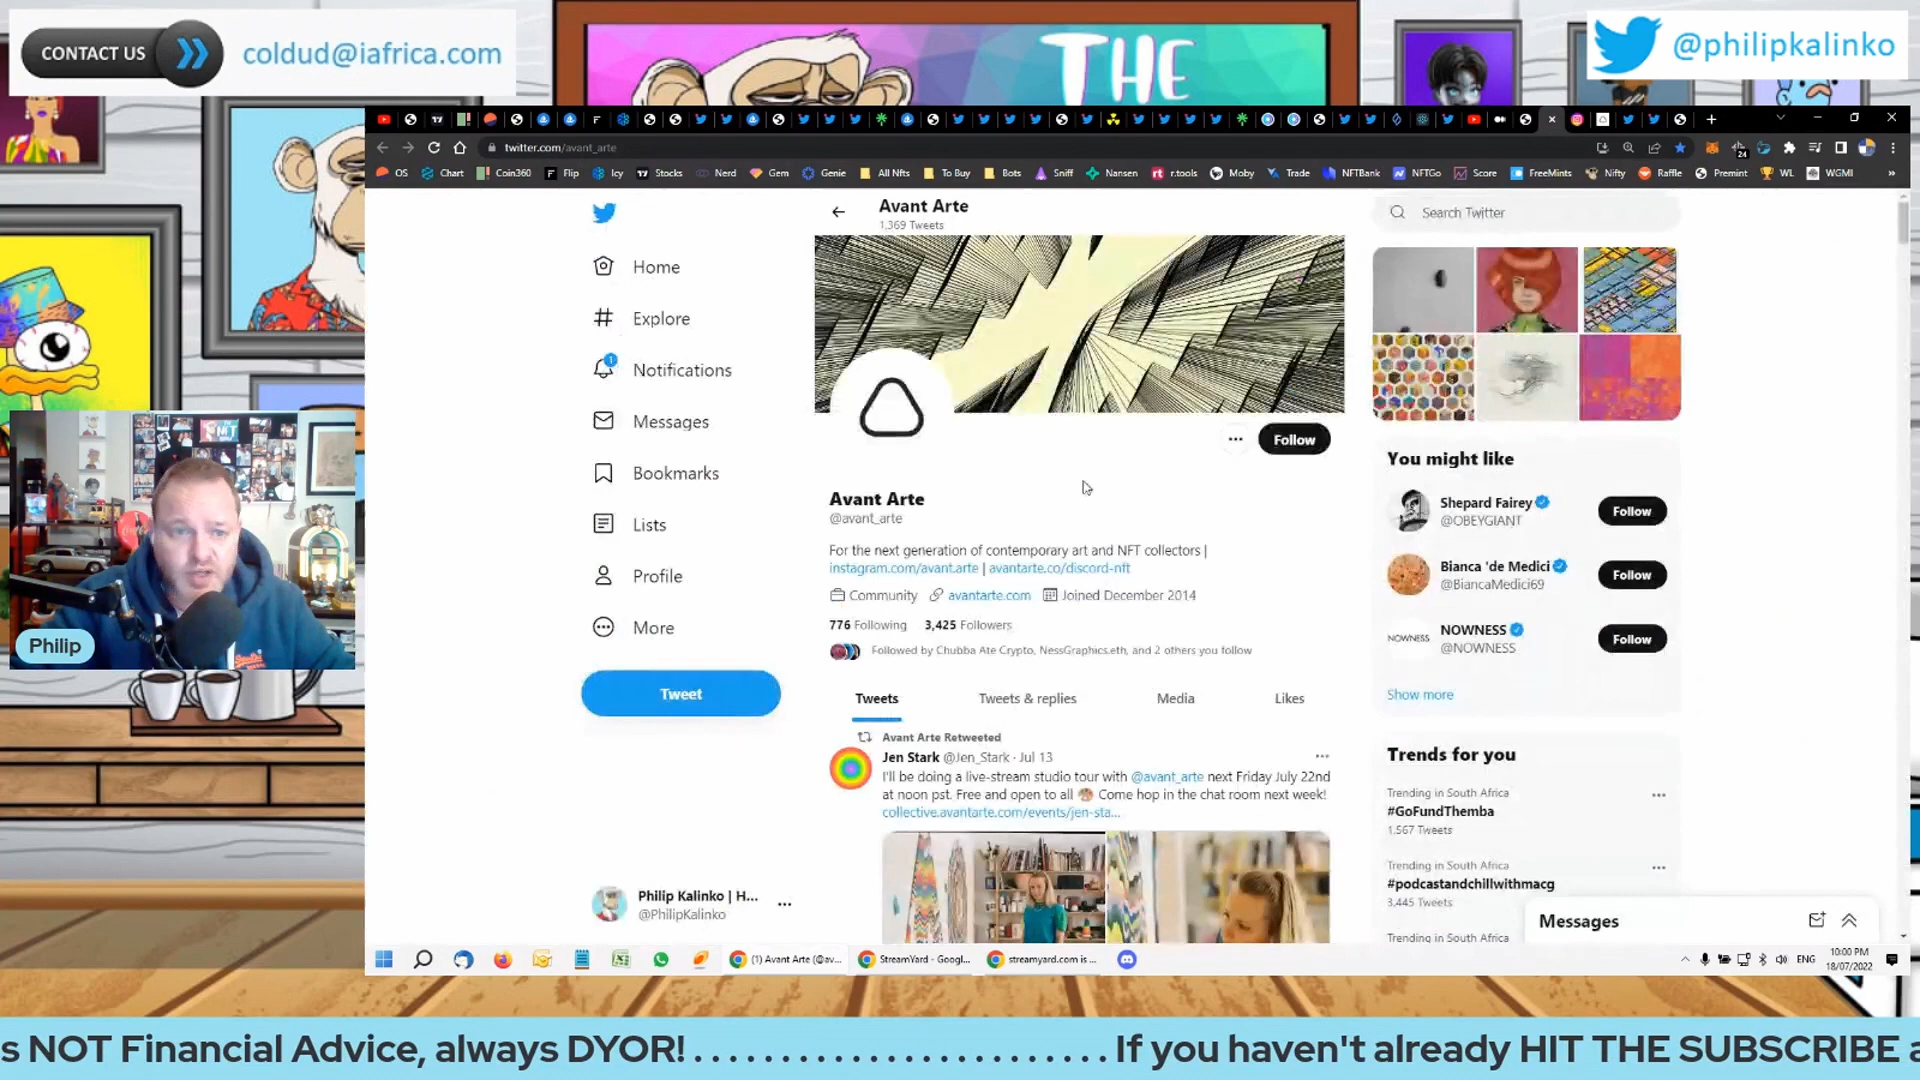 CONTACT US
coldud@iafrica.com
THE
@philipkalinko
twitter.com/avant_arte
24
OS
Chart
Coin360
Flip
Icy
Stocks
Nerd
Gem
Genie
All Nfts
To Buy
Bots
Sniff
Nansen
r.tools
Moby
Trade
NFTBank
NFTGo
Score
FreeMints
Nifty
Raffle
Premint
WL
WGMI
Home
Explore
1
Notifications
Messages
Bookmarks
Lists
Profile
More
Tweet
Philip Kalinko | H...
@PhilipKalinko
Avant Arte
1,369 Tweets
Follow
Avant Arte
@avant_arte
For the next generation of contemporary art and NFT collectors |
instagram.com/avant.arte | avantarte.co/discord-nft
Community avantarte.com Joined December 2014
776 Following 3,425 Followers
Followed by Chubba Ate Crypto, NessGraphics.eth, and 2 others you follow
Tweets
Tweets & replies
Media
Likes
Avant Arte Retweeted
Jen Stark @Jen_Stark · Jul 13
I'll be doing a live-stream studio tour with @avant_arte next Friday July 22nd
at noon pst. Free and open to all Come hop in the chat room next week!
collective.avantarte.com/events/jen-sta...
Search Twitter
You might like
Shepard Fairey
@OBEYGIANT
Follow
Bianca 'de Medici
@BiancaMedici69
Follow
NOWNESS
NOWNESS
@NOWNESS
Follow
Show more
Trends for you
Trending in South Africa
#GoFundThemba
1,567 Tweets
Trending in South Africa
#podcastandchillwithmacg
3,445 Tweets
Trending in South Africa
Messages
(1) Avant Arte (@av...
StreamYard - Googl...
streamyard.com is ...
ENG
10:00 PM
18/07/2022
Philip
s NOT Financial Advice, always DYOR!........................If you haven't already HIT THE SUBSCRIBE a